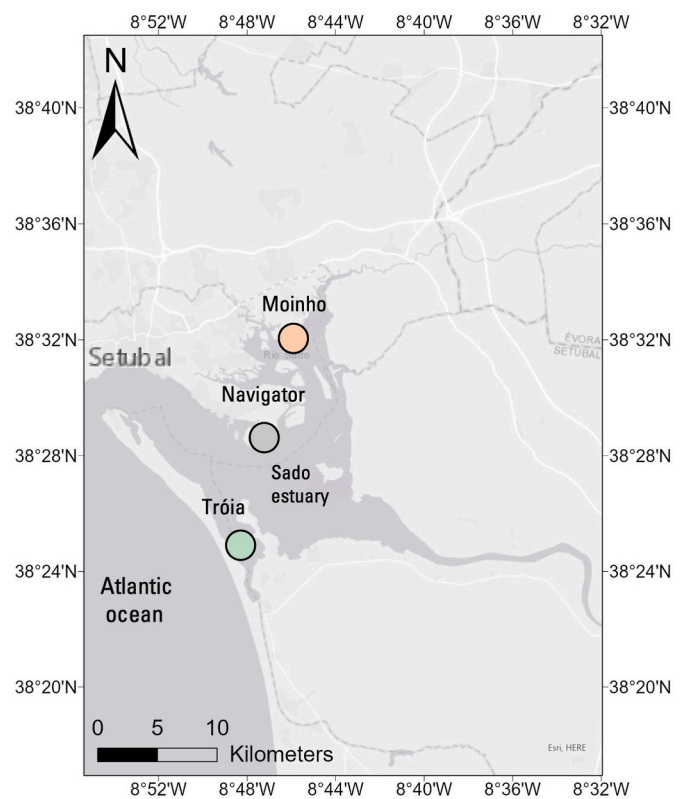 8°52'W 8°48'W 8°44'W 8°40'W 8°36'W 8°32'W
N
38°40'N 38°40'N
38°36'N 38°36'N
Moinho
38°32'N 38°32'N
ÉVORA
SETÚBAL
Setubal
Rio Sado
Navigator
38°28'N 38°28'N
Sado
estuary
Tróia
38°24'N 38°24'N
Atlantic
ocean
38°20'N 38°20'N
0 5 10
Kilometers
Esri, HERE
8°52'W 8°48'W 8°44'W 8°40'W 8°36'W 8°32'W